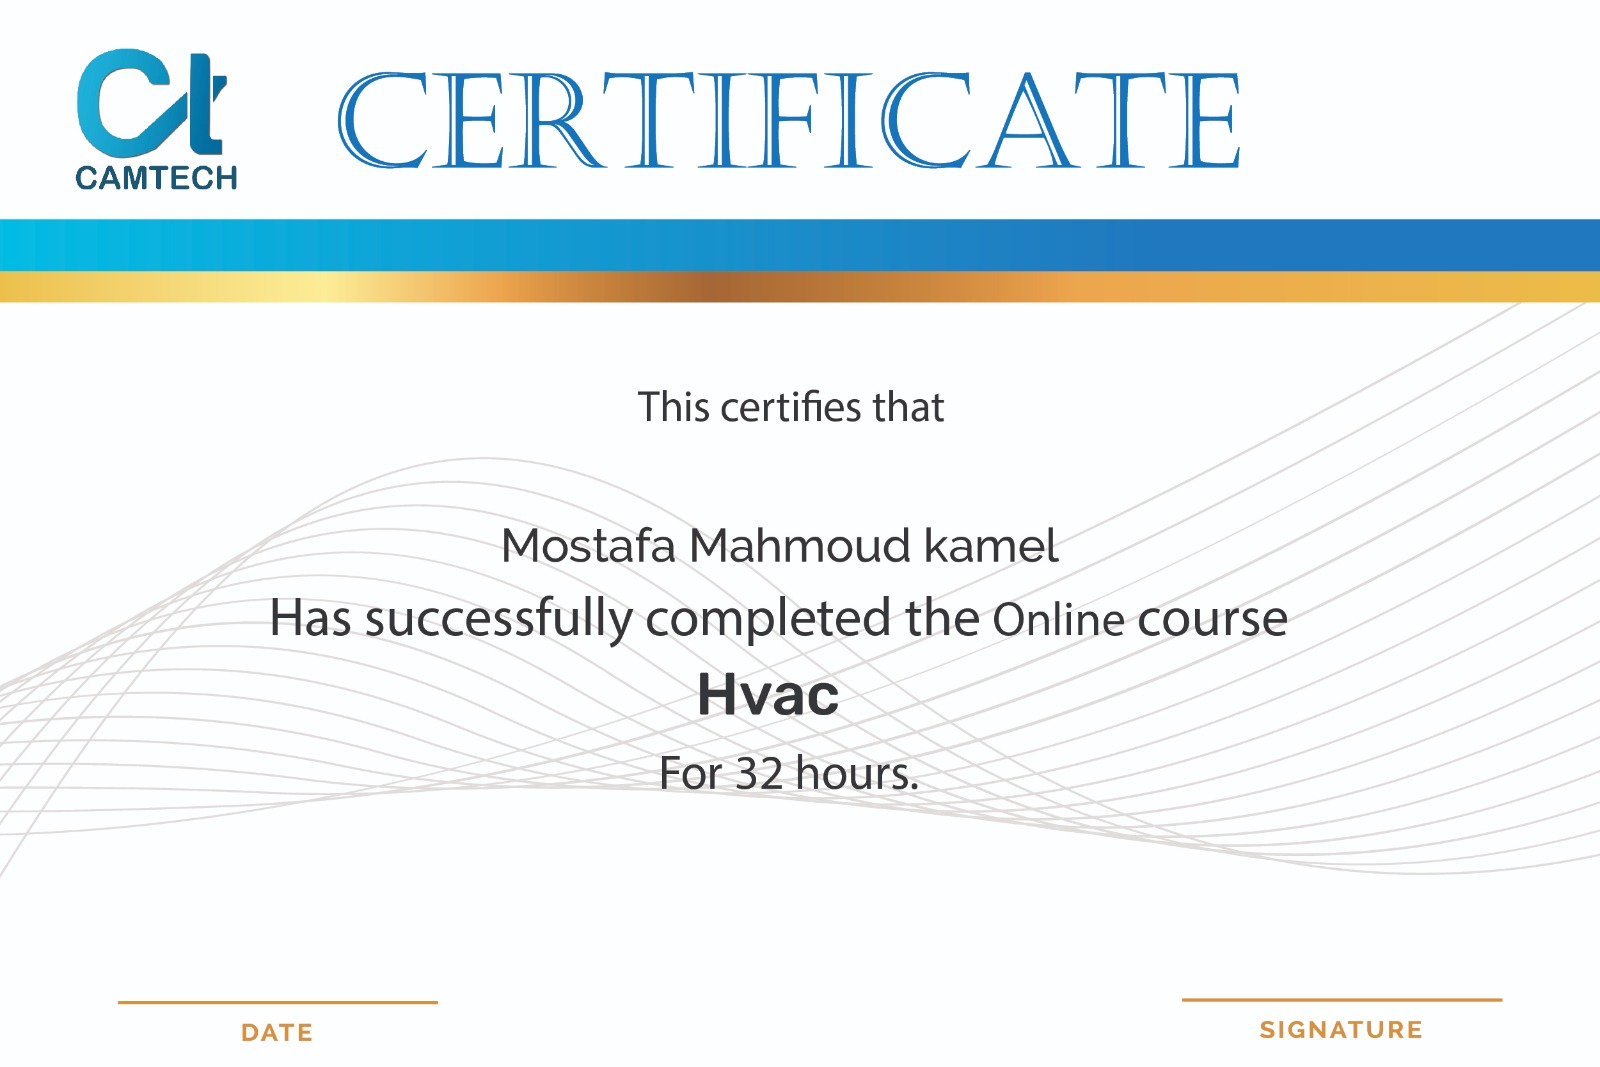 Ct
CAMTECH
CERTIFICATE
This certifies that
Mostafa Mahmoud kamel
Has successfully completed the Online course
Hvac
For 32 hours.
DATE
SIGNATURE